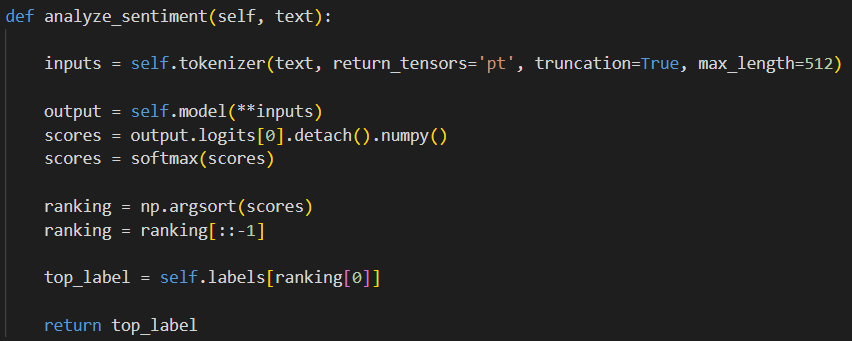 def analyze_sentiment(self, text):
    inputs = self.tokenizer(text, return_tensors='pt', truncation=True, max_length=512)
    output = self.model(**inputs)
    scores = output.logits[0].detach().numpy()
    scores = softmax(scores)
    ranking = np.argsort(scores)
    ranking = ranking[::-1]
    top_label = self.labels[ranking[0]]
    return top_label